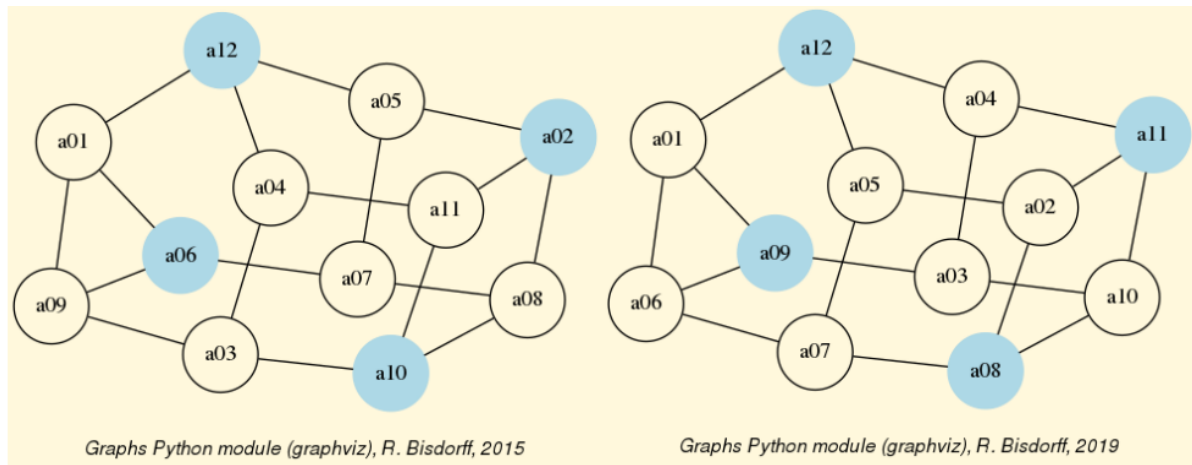 a12
a05
a02
a01
a04
a11
a06
a07
a09
a08
a03
a10
Graphs Python module (graphviz), R. Bisdorff, 2015
a12
a04
a11
a01
a05
a02
a09
a03
a10
a06
a07
a08
Graphs Python module (graphviz), R. Bisdorff, 2019